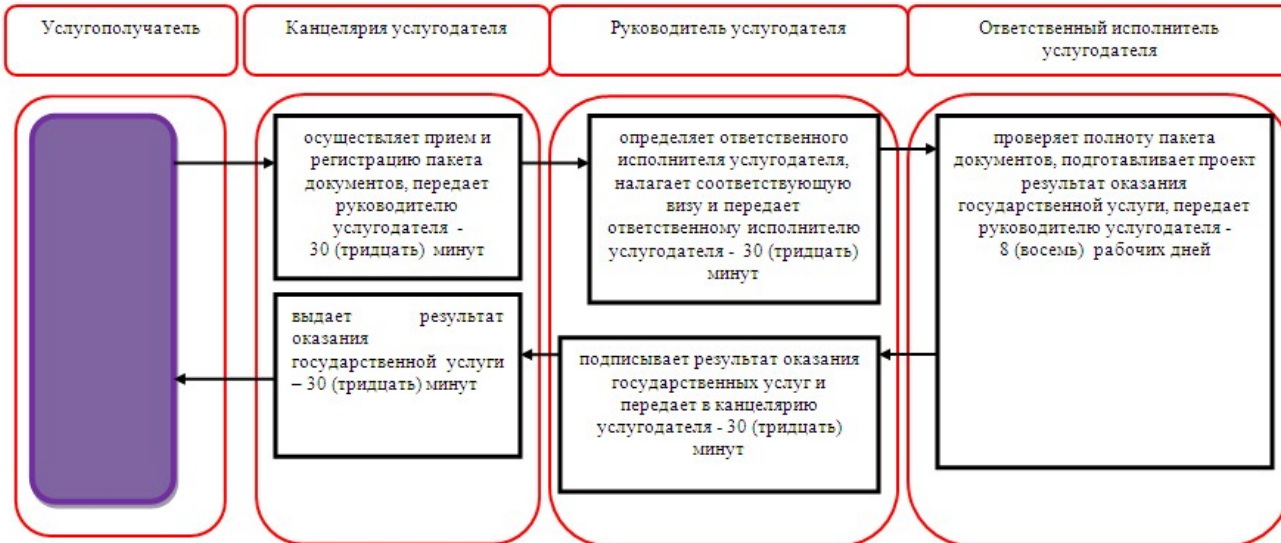 Услугополучатель
Канцелярия услугодателя
Руководитель услугодателя
Ответственный исполнитель
услугодателя
осуществляет прием и
регистрацию пакета
документов, передает
руководителю
услугодателя -
30 (тридцать) минут
определяет ответственного
исполнителя услугодателя,
налагает соответствующую
визу и передает
ответственному исполнителю
услугодателя - 30 (тридцать)
минут
проверяет полноту пакета
документов, подготавливает проект
результат оказания
государственной услуги, передает
руководителю услугодателя -
8 (восемь) рабочих дней
выдает результат
оказания
государственной услуги
– 30 (тридцать) минут
подписывает результат оказания
государственных услуг и
передает в канцелярию
услугодателя - 30 (тридцать)
минут